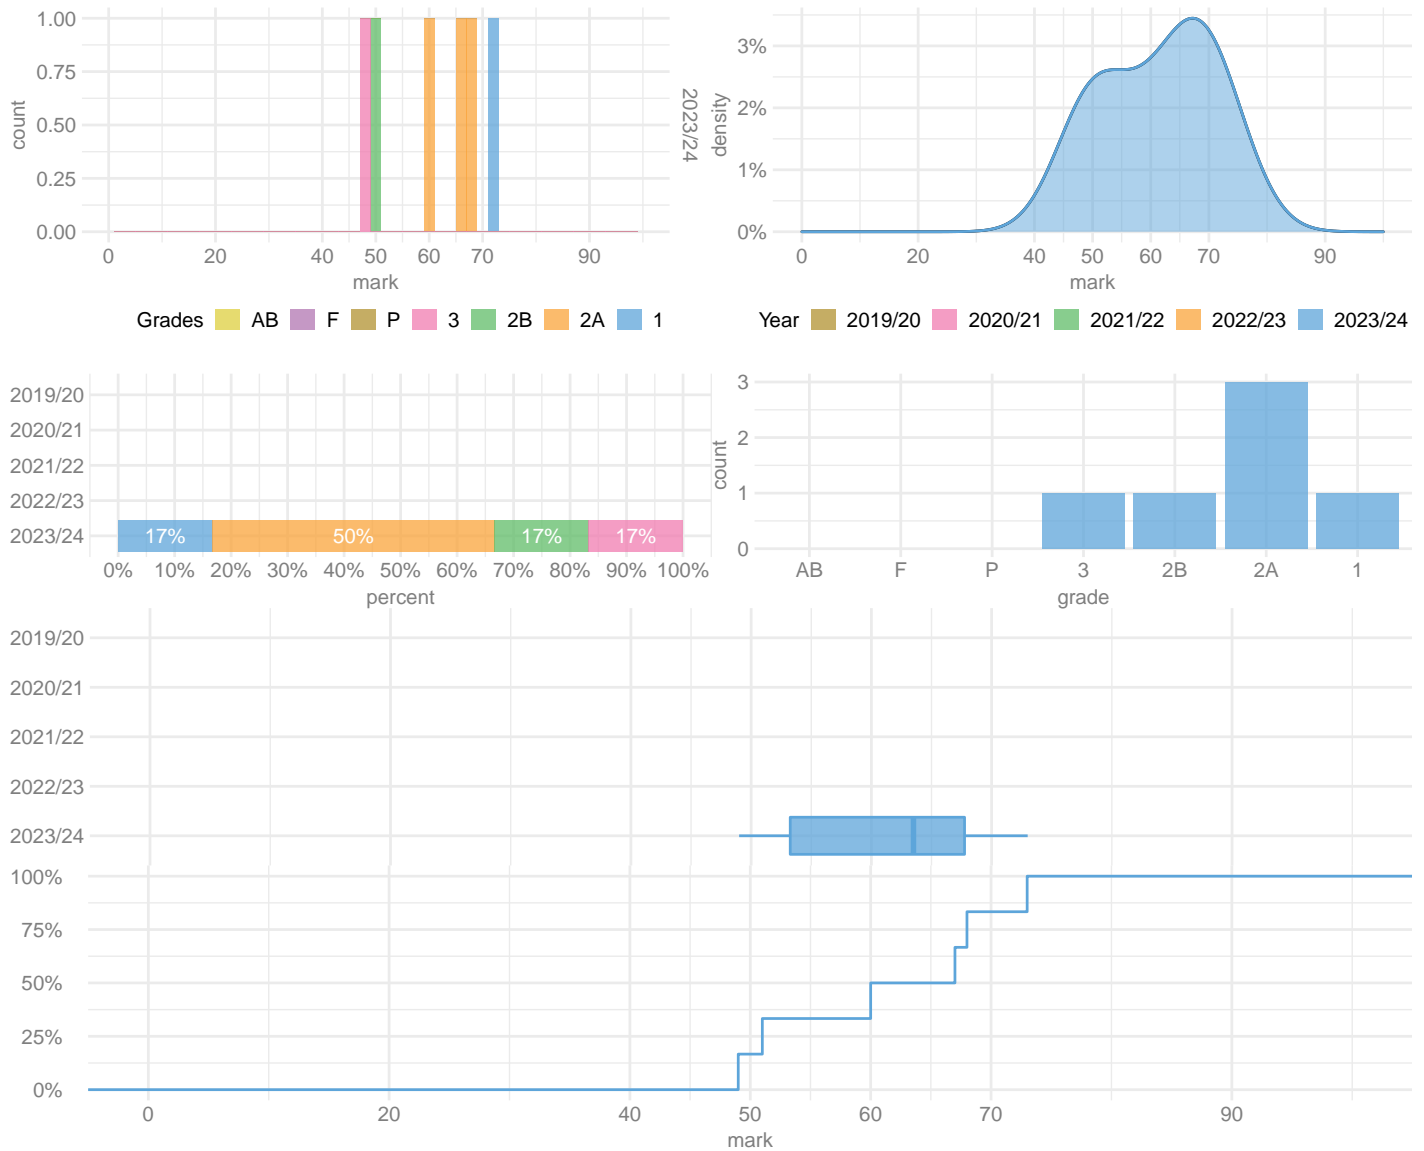 1.00
0.75
0.50
0.25
0.00
count
0 20 40 50 60 70 90
mark
2023/24
3%
2%
1%
0%
density
0 20 40 50 60 70 90
mark
Grades AB F P 3 2B 2A 1
Year 2019/20 2020/21 2021/22 2022/23 2023/24
2019/20
2020/21
2021/22
2022/23
2023/24
17% 50% 17% 17%
0% 10% 20% 30% 40% 50% 60% 70% 80% 90% 100%
percent
3
2
1
0
count
AB F P 3 2B 2A 1
grade
2019/20
2020/21
2021/22
2022/23
2023/24
100%
75%
50%
25%
0%
0 20 40 50 60 70 90
mark